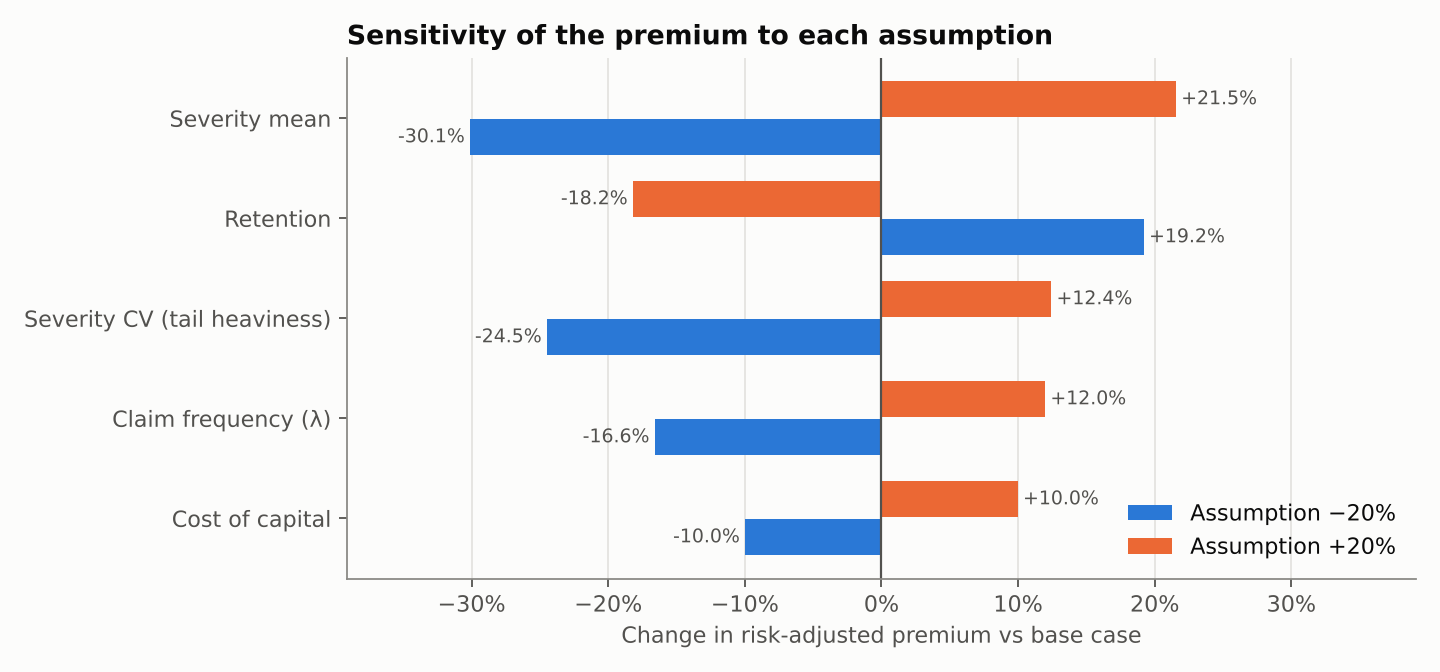 Sensitivity of the premium to each assumption
Severity mean
+21.5%
-30.1%
Retention
-18.2%
+19.2%
Severity CV (tail heaviness)
+12.4%
-24.5%
Claim frequency (λ)
+12.0%
-16.6%
Cost of capital
+10.0%
-10.0%
Assumption −20%
Assumption +20%
−30% −20% −10% 0% 10% 20% 30%
Change in risk-adjusted premium vs base case